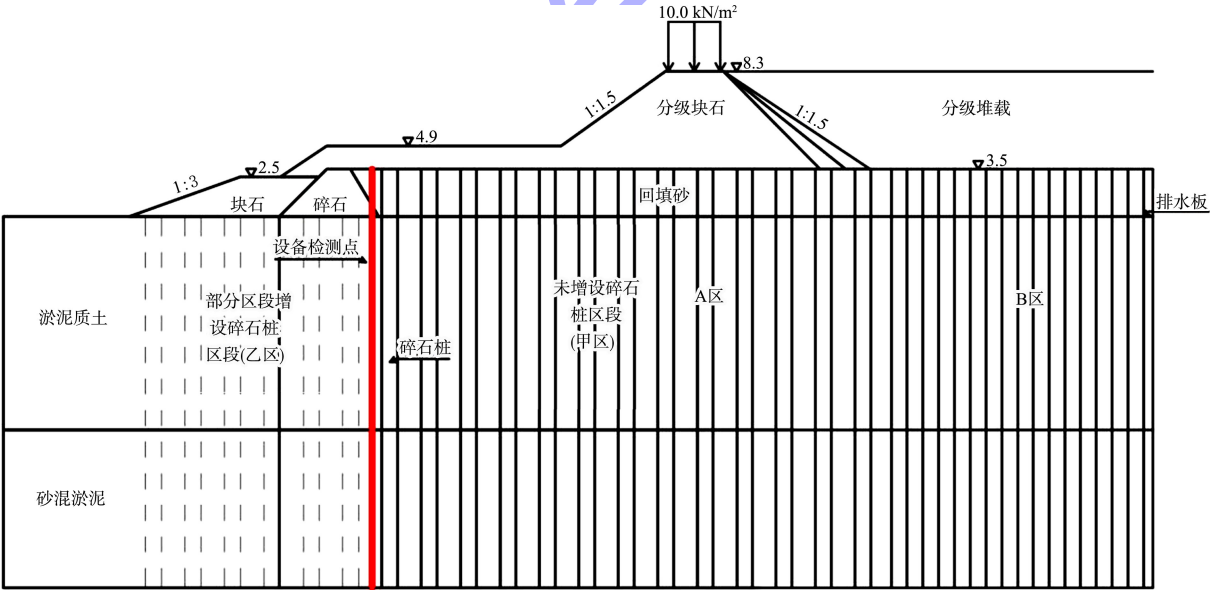 10.0 kN/m²
8.3
1:1.5
分级块石
1:1.5
分级堆载
4.9
2.5
3.5
1:3
块石
碎石
回填砂
排水板
设备检测点
淤泥质土
部分区段增
设碎石桩
区段(乙区)
未增设碎石
桩区段
(甲区)
A区
B区
碎石桩
砂混淤泥